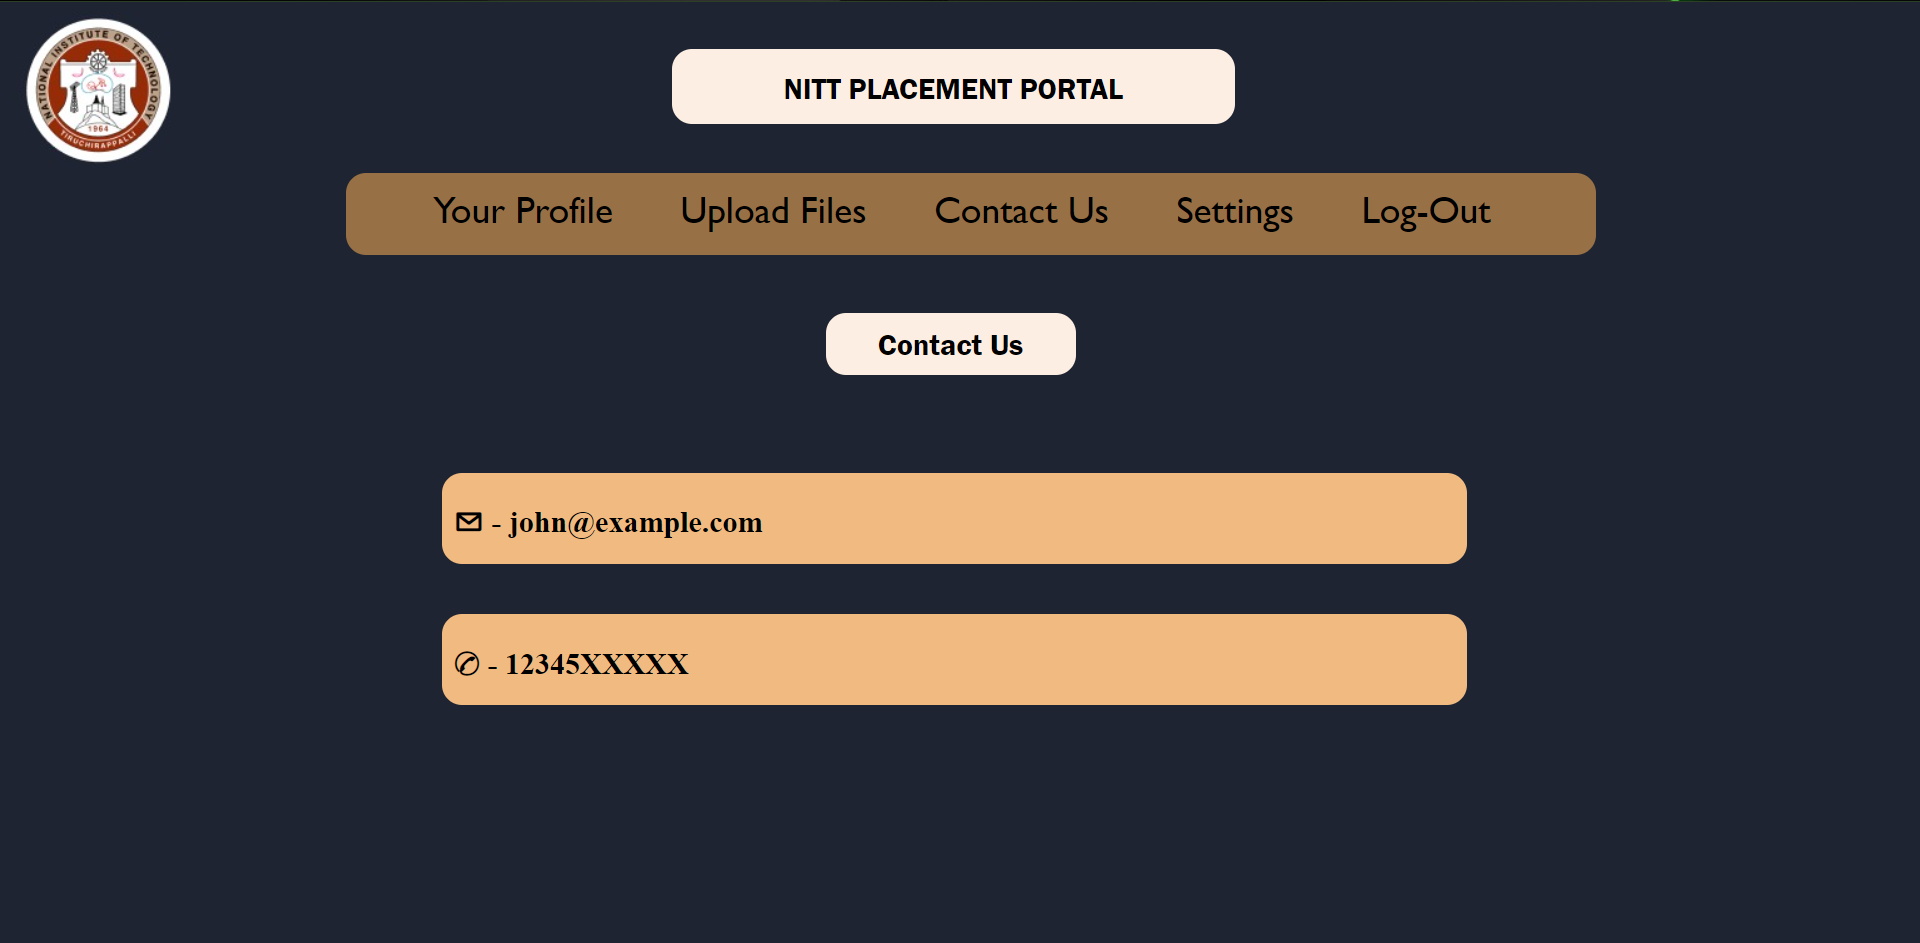 NATIONAL INSTITUTE OF TECHNOLOGY
1964
TIRUCHIRAPPALLI
NITT PLACEMENT PORTAL
Your Profile Upload Files Contact Us Settings Log-Out
Contact Us
✉ - john@example.com
✆ - 12345XXXXX